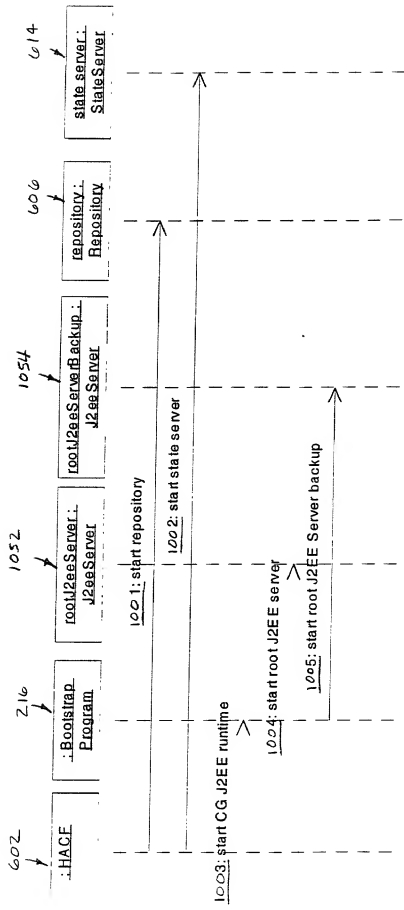 602
216
1052
1054
606
614
: HACF
: Bootstrap
Program
rootJ2eeServer :
J2eeServer
rootJ2eeServerBackup :
J2eeServer
repository :
Repository
state server :
StateServer
1001: start repository
1002: start state server
1003: start CG J2EE runtime
1004: start root J2EE server
1005: start root J2EE Server backup